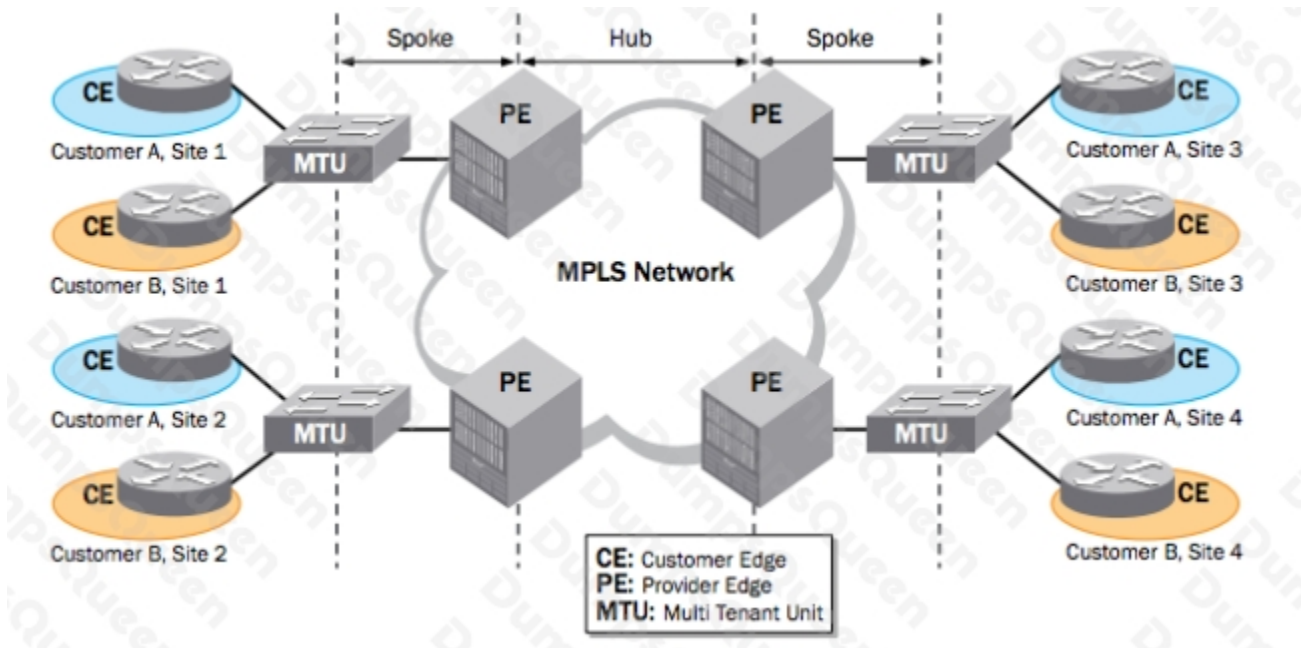 Spoke
Hub
Spoke
CE
Customer A, Site 1
MTU
PE
PE
MTU
CE
Customer A, Site 3
CE
Customer B, Site 1
CE
Customer B, Site 3
MPLS Network
CE
Customer A, Site 2
MTU
PE
PE
MTU
CE
Customer A, Site 4
CE
Customer B, Site 2
CE
Customer B, Site 4
CE: Customer Edge
PE: Provider Edge
MTU: Multi Tenant Unit
DumpsQueen